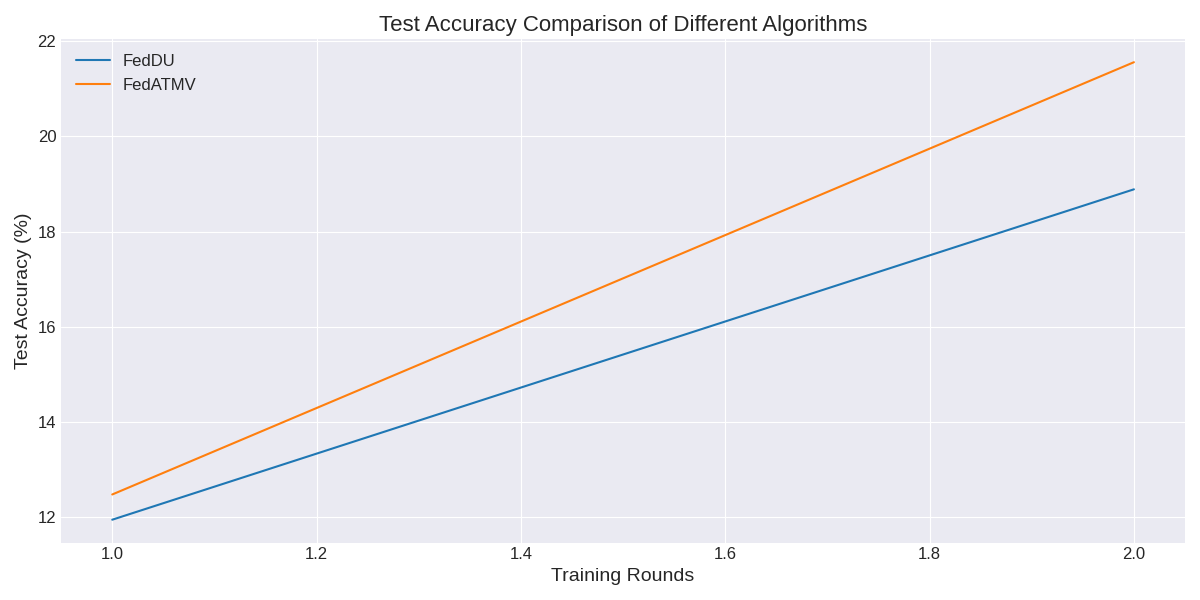 Test Accuracy Comparison of Different Algorithms
22
20
18
16
14
12
Test Accuracy (%)
FedDU
FedATMV
1.0 1.2 1.4 1.6 1.8 2.0
Training Rounds